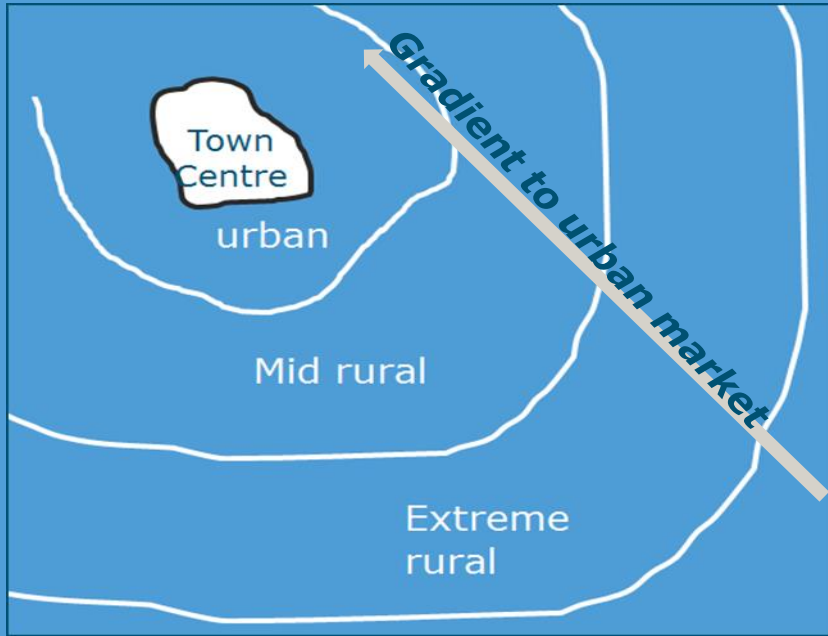 Gradient to urban market
Town
Centre
urban
Mid rural
Extreme
rural